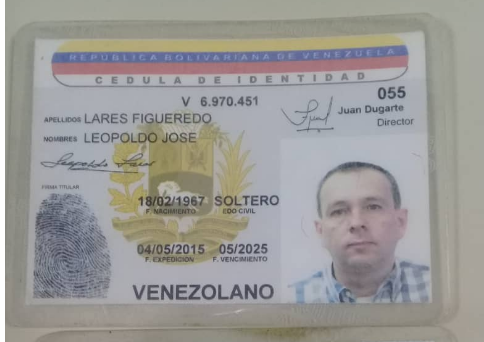 REPÚBLICA BOLIVARIANA DE VENEZUELA
CEDULA DE IDENTIDAD
V 6.970.451
055
APELLIDOS LARES FIGUEREDO
Juan Dugarte
Director
NOMBRES LEOPOLDO JOSE
Leopoldo Lares
FIRMA TITULAR
18/02/1967 SOLTERO
F. NACIMIENTO EDO CIVIL
04/05/2015 05/2025
F. EXPEDICION F. VENCIMIENTO
VENEZOLANO